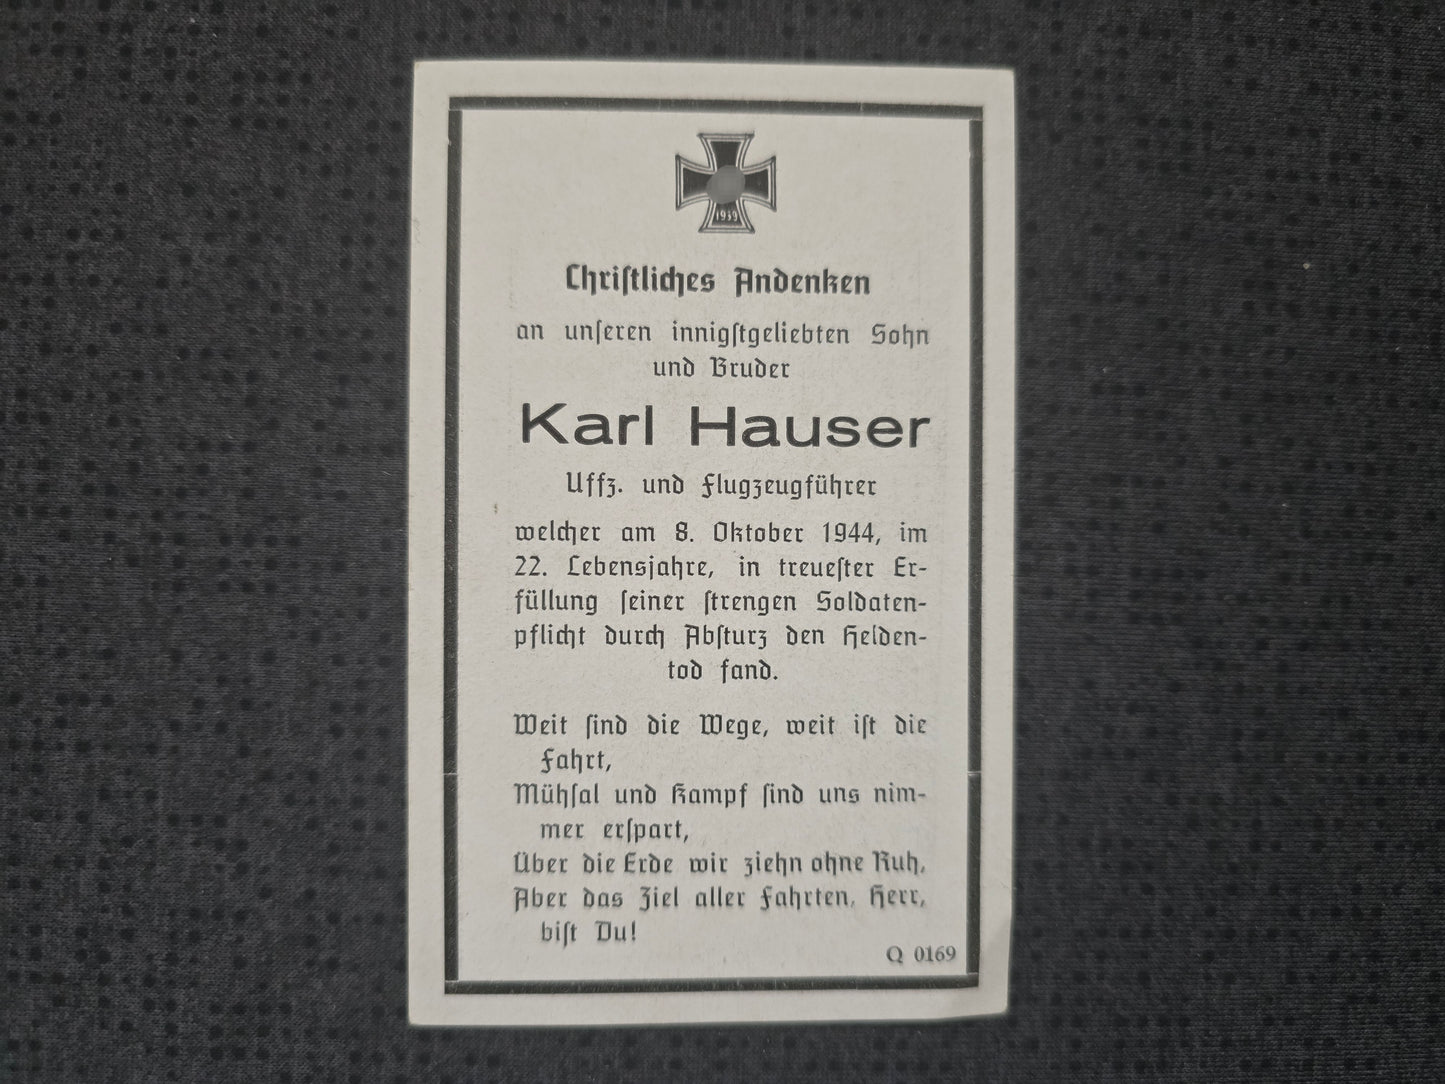 1939
Christliches Andenken
an unseren innigstgeliebten Sohn
und Bruder
Karl Hauser
Uffz. und Flugzeugführer
welcher am 8. Oktober 1944, im
22. Lebensjahre, in treuester Er-
füllung seiner strengen Soldaten-
pflicht durch Absturz den Helden-
tod fand.
Weit sind die Wege, weit ist die
Fahrt,
Mühsal und Kampf sind uns nim-
mer erspart,
Über die Erde wir ziehn ohne Ruh,
Aber das Ziel aller Fahrten, Herr,
bist Du!
Q 0169